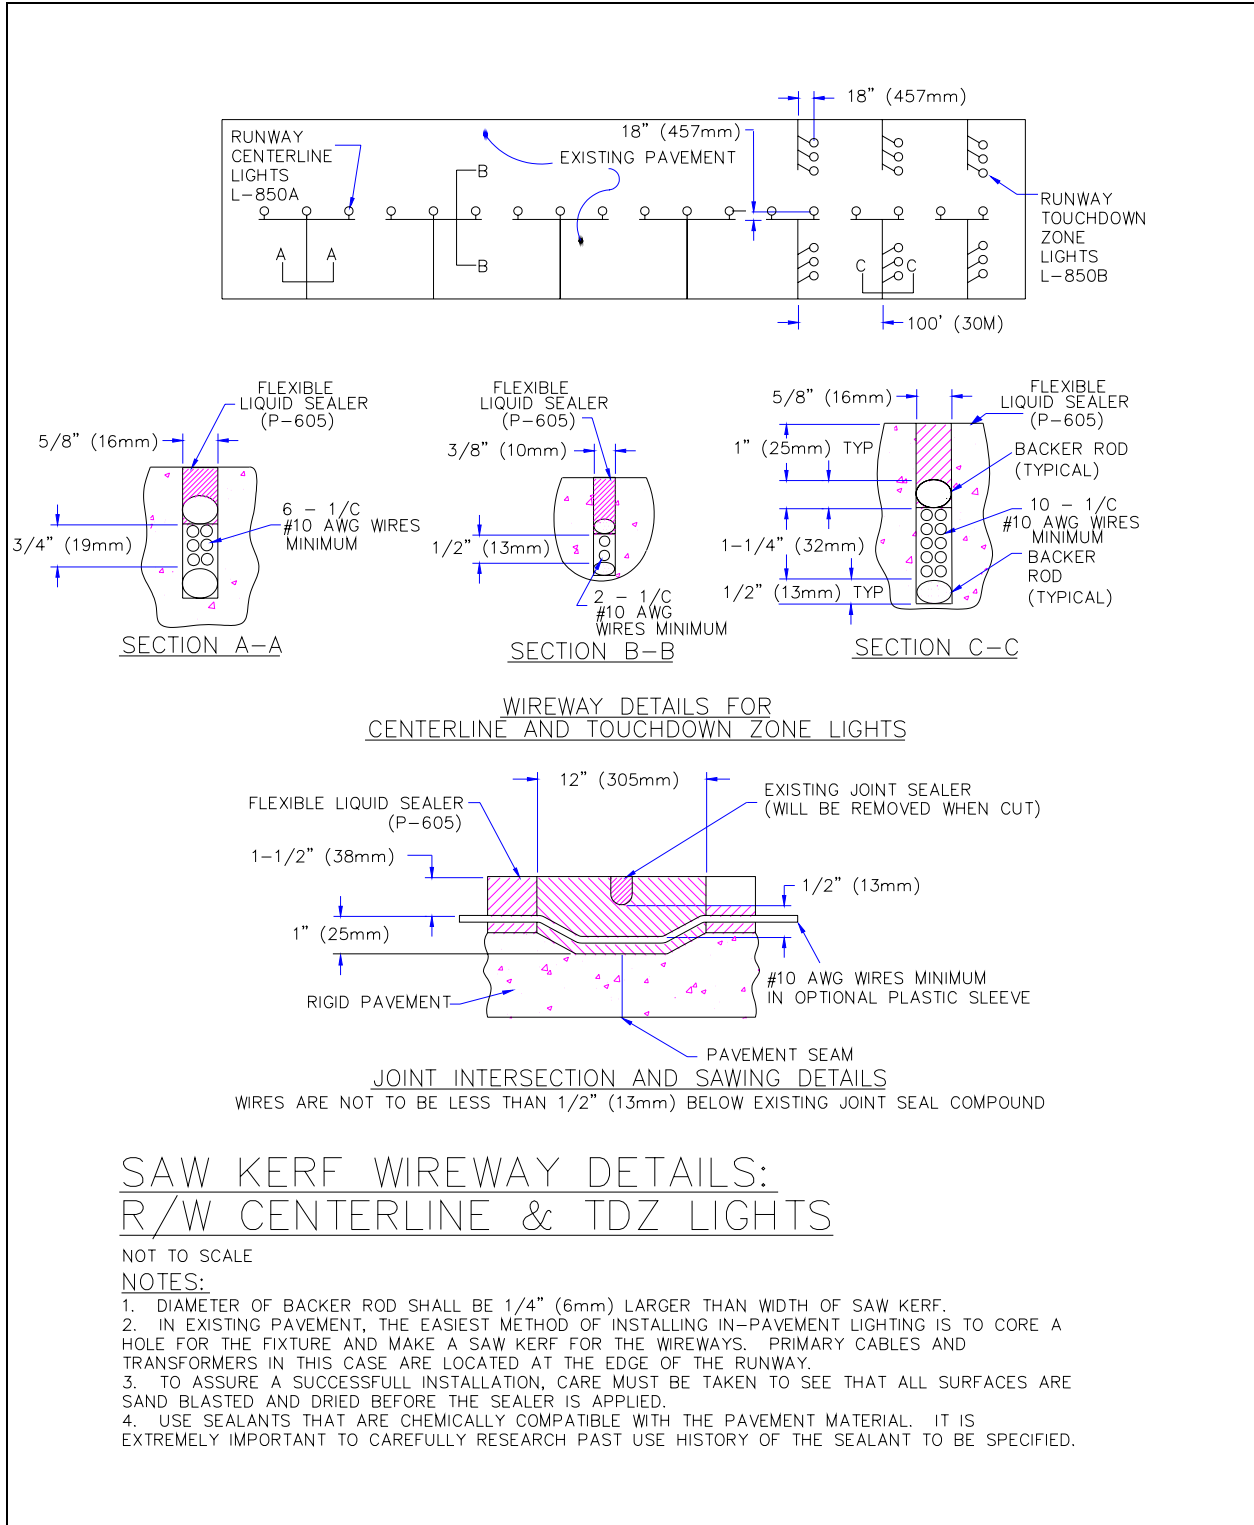 18" (457mm)
18" (457mm)
RUNWAY
CENTERLINE
LIGHTS
L-850A
EXISTING PAVEMENT
B
B
A
A
C
C
RUNWAY
TOUCHDOWN
ZONE
LIGHTS
L-850B
100' (30M)
FLEXIBLE
LIQUID SEALER
(P-605)
5/8" (16mm)
6 - 1/C
#10 AWG WIRES
MINIMUM
3/4" (19mm)
SECTION A-A
FLEXIBLE
LIQUID SEALER
(P-605)
3/8" (10mm)
1/2" (13mm)
2 - 1/C
#10 AWG
WIRES MINIMUM
SECTION B-B
FLEXIBLE
LIQUID SEALER
(P-605)
5/8" (16mm)
1" (25mm) TYP
BACKER ROD
(TYPICAL)
10 - 1/C
#10 AWG WIRES
MINIMUM
1-1/4" (32mm)
BACKER
ROD
(TYPICAL)
1/2" (13mm) TYP
SECTION C-C
WIREWAY DETAILS FOR
CENTERLINE AND TOUCHDOWN ZONE LIGHTS
12" (305mm)
EXISTING JOINT SEALER
(WILL BE REMOVED WHEN CUT)
FLEXIBLE LIQUID SEALER
(P-605)
1-1/2" (38mm)
1/2" (13mm)
1" (25mm)
#10 AWG WIRES MINIMUM
IN OPTIONAL PLASTIC SLEEVE
RIGID PAVEMENT
PAVEMENT SEAM
JOINT INTERSECTION AND SAWING DETAILS
WIRES ARE NOT TO BE LESS THAN 1/2" (13mm) BELOW EXISTING JOINT SEAL COMPOUND
SAW KERF WIREWAY DETAILS:
R/W CENTERLINE & TDZ LIGHTS
NOT TO SCALE
NOTES:
1. DIAMETER OF BACKER ROD SHALL BE 1/4" (6mm) LARGER THAN WIDTH OF SAW KERF.
2. IN EXISTING PAVEMENT, THE EASIEST METHOD OF INSTALLING IN-PAVEMENT LIGHTING IS TO CORE A
HOLE FOR THE FIXTURE AND MAKE A SAW KERF FOR THE WIREWAYS. PRIMARY CABLES AND
TRANSFORMERS IN THIS CASE ARE LOCATED AT THE EDGE OF THE RUNWAY.
3. TO ASSURE A SUCCESSFULL INSTALLATION, CARE MUST BE TAKEN TO SEE THAT ALL SURFACES ARE
SAND BLASTED AND DRIED BEFORE THE SEALER IS APPLIED.
4. USE SEALANTS THAT ARE CHEMICALLY COMPATIBLE WITH THE PAVEMENT MATERIAL. IT IS
EXTREMELY IMPORTANT TO CAREFULLY RESEARCH PAST USE HISTORY OF THE SEALANT TO BE SPECIFIED.